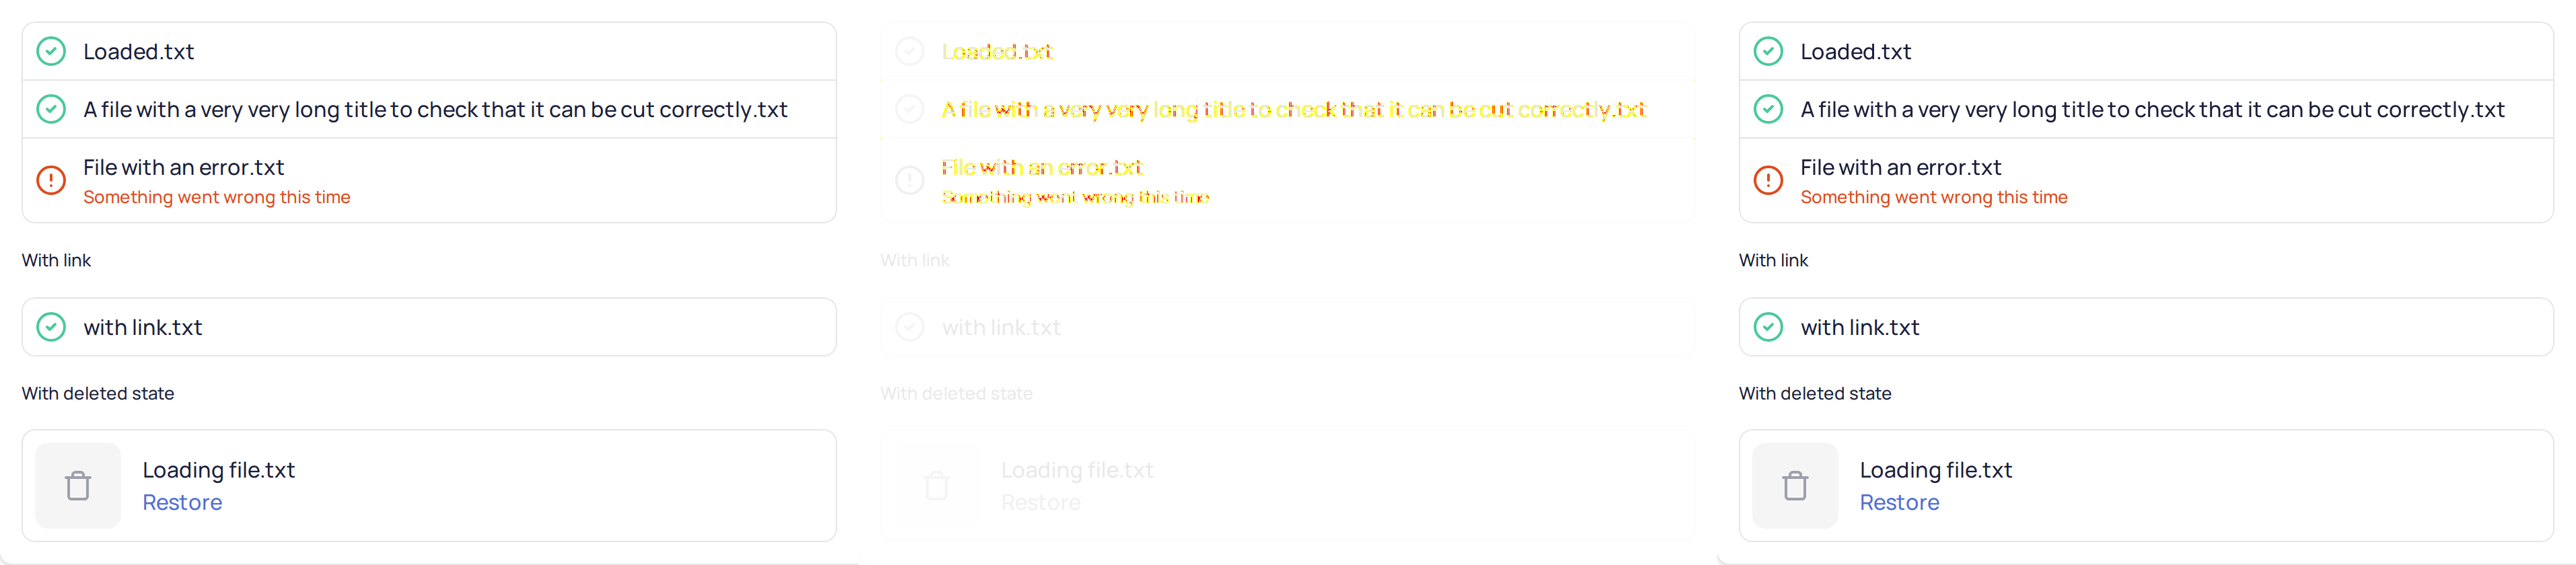 Loaded.txt
A file with a very very long title to check that it can be cut correctly.txt
File with an error.txt
Something went wrong this time
With link
with link.txt
With deleted state
Loading file.txt
Restore
Loaded.txt
A file with a very very long title to check that it can be cut correctly.txt
File with an error.txt
Something went wrong this time
With link
with link.txt
With deleted state
Loading file.txt
Restore
Loaded.txt
A file with a very very long title to check that it can be cut correctly.txt
File with an error.txt
Something went wrong this time
With link
with link.txt
With deleted state
Loading file.txt
Restore